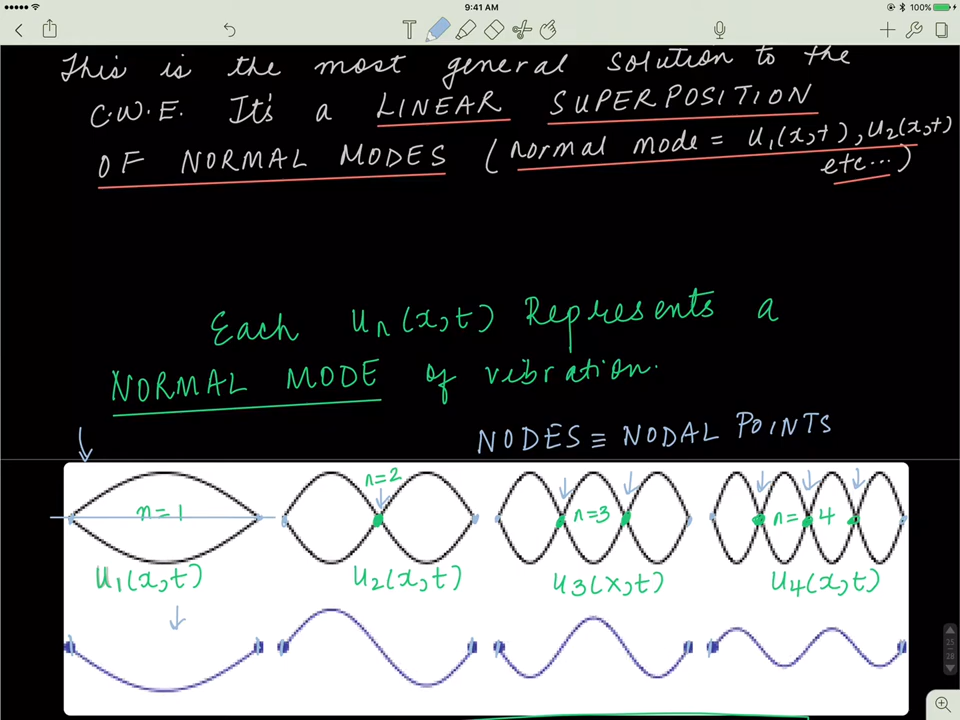 9:41 AM
100%
This is the most general solution to the
C.W.E. It's a LINEAR SUPERPOSITION
OF NORMAL MODES (normal mode = u₁(x,t), u₂(x,t)
etc...)
Each uₙ(x,t) Represents a
NORMAL MODE of vibration.
NODES ≡ NODAL POINTS
n=1 n=2 n=3 n=4
u₁(x,t) u₂(x,t) u₃(x,t) u₄(x,t)
25
28